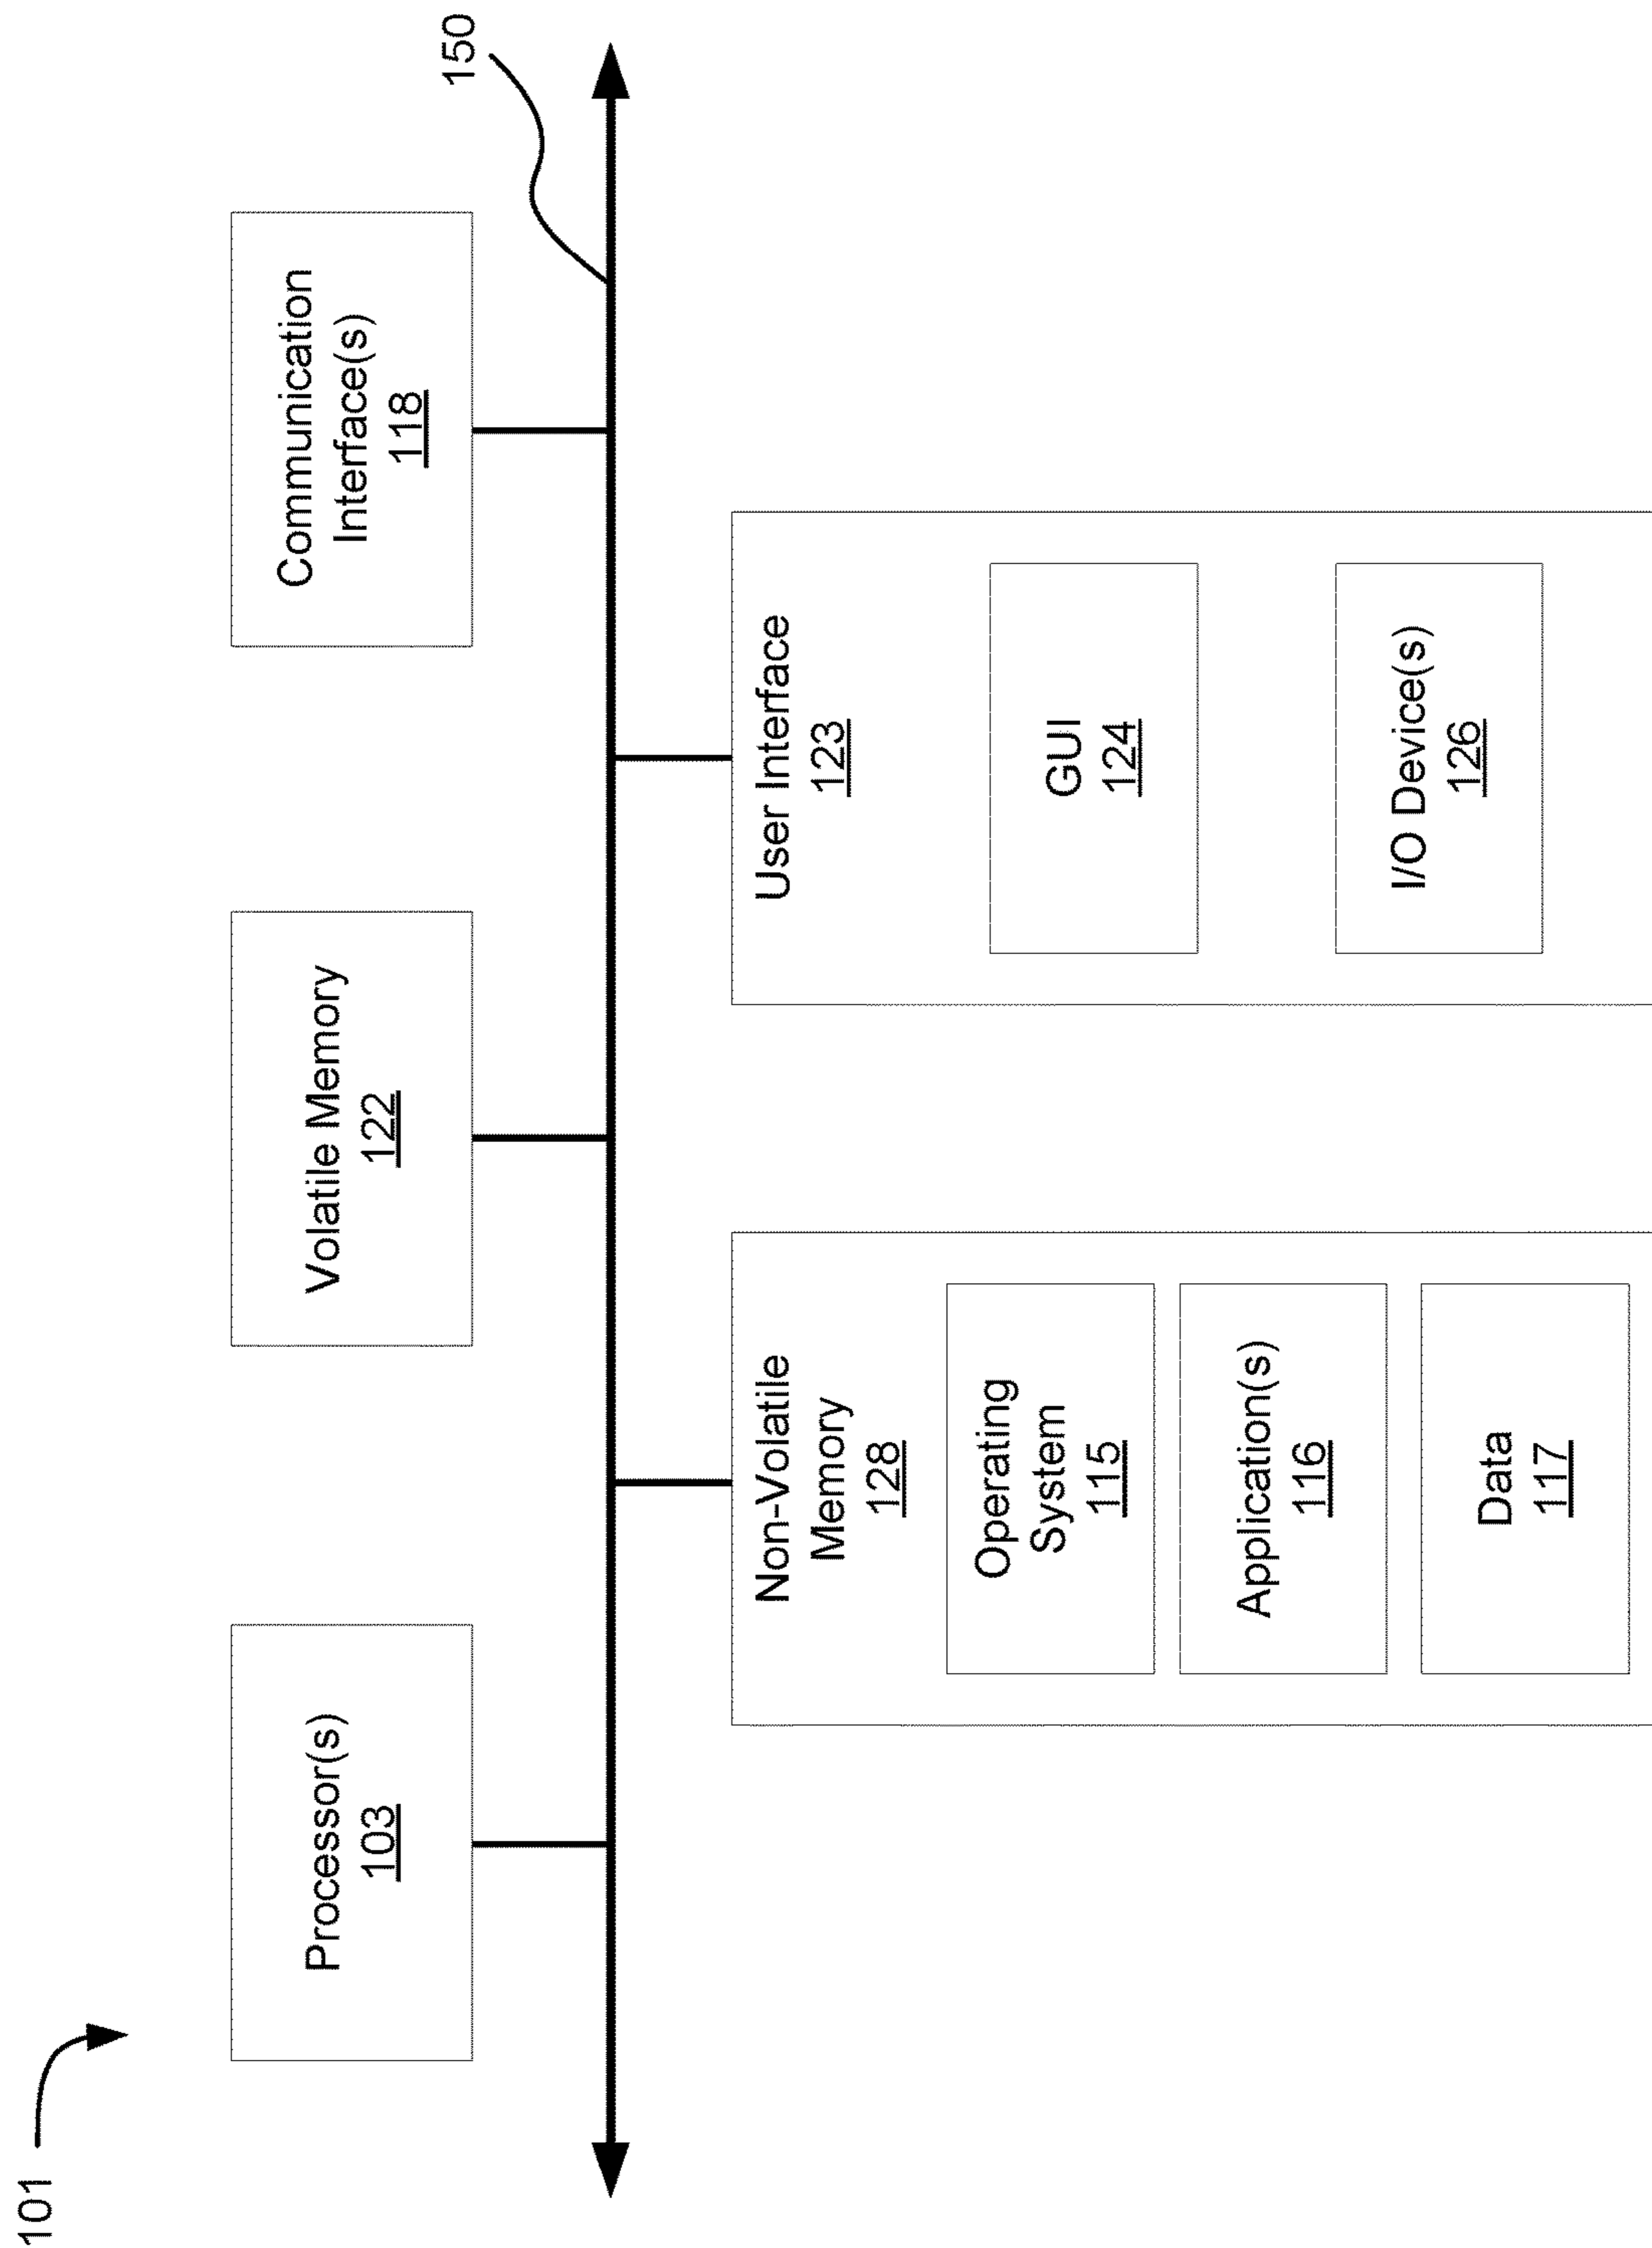 101
150
Processor(s)
103
Volatile Memory
122
Communication
Interface(s)
118
Non-Volatile
Memory
128
Operating
System
115
Application(s)
116
Data
117
User Interface
123
GUI
124
I/O Device(s)
126